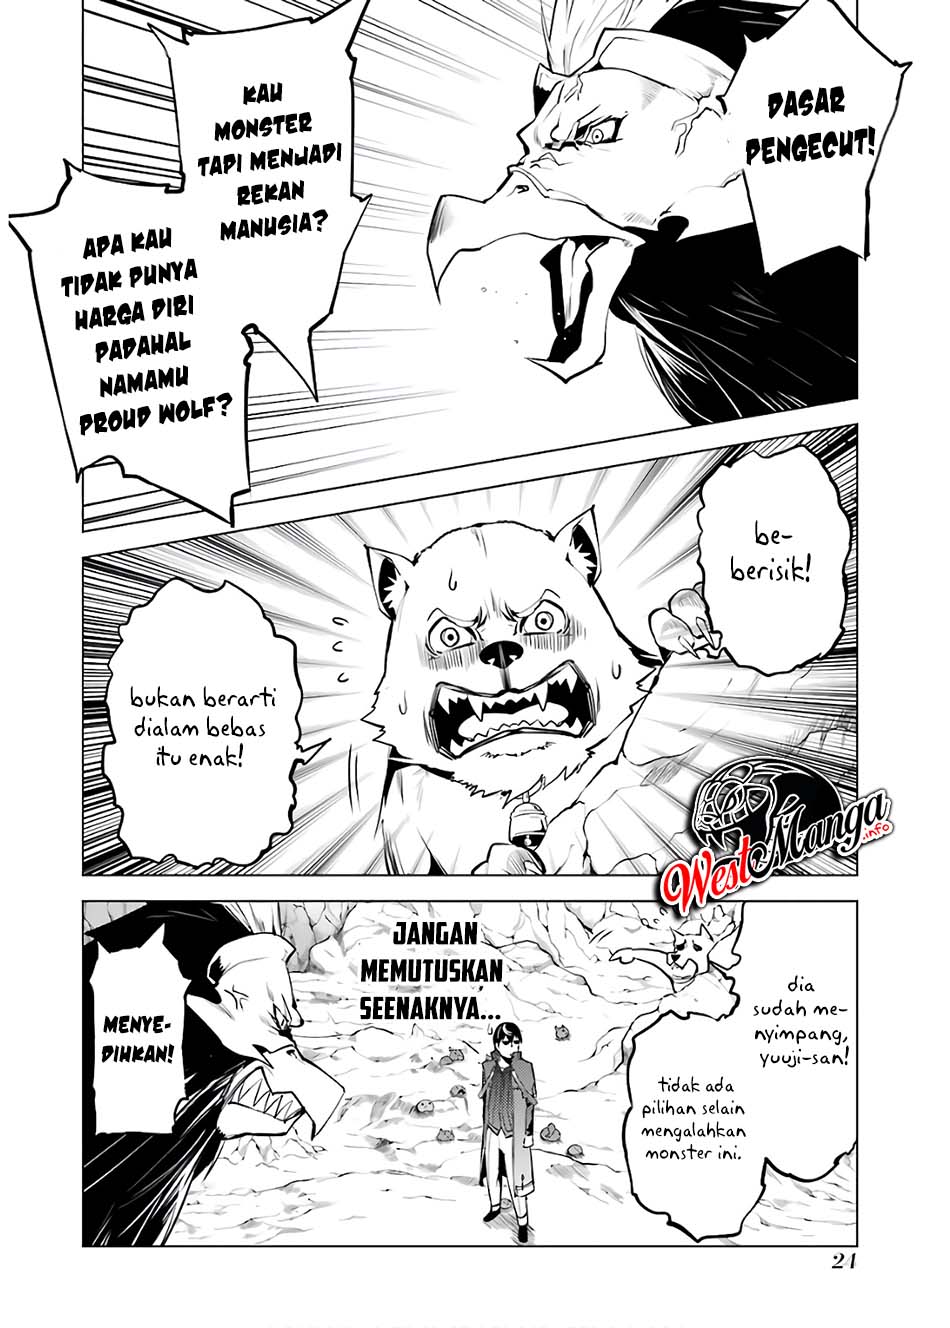 DASAR
PENGECUT!
KAU
MONSTER
TAPI MENJADI
REKAN
MANUSIA?
APA KAU
TIDAK PUNYA
HARGA DIRI
PADAHAL
NAMAMU
PROUD WOLF?
be-
berisik!
bukan berarti
dialam bebas
itu enak!
WestManga
.info
dia
sudah me-
nyimpang,
yuuji-san!
tidak ada
pilihan selain
mengalahkan
monster ini.
JANGAN
MEMUTUSKAN
SEENAKNYA...
MENYE-
DIHKAN!
24